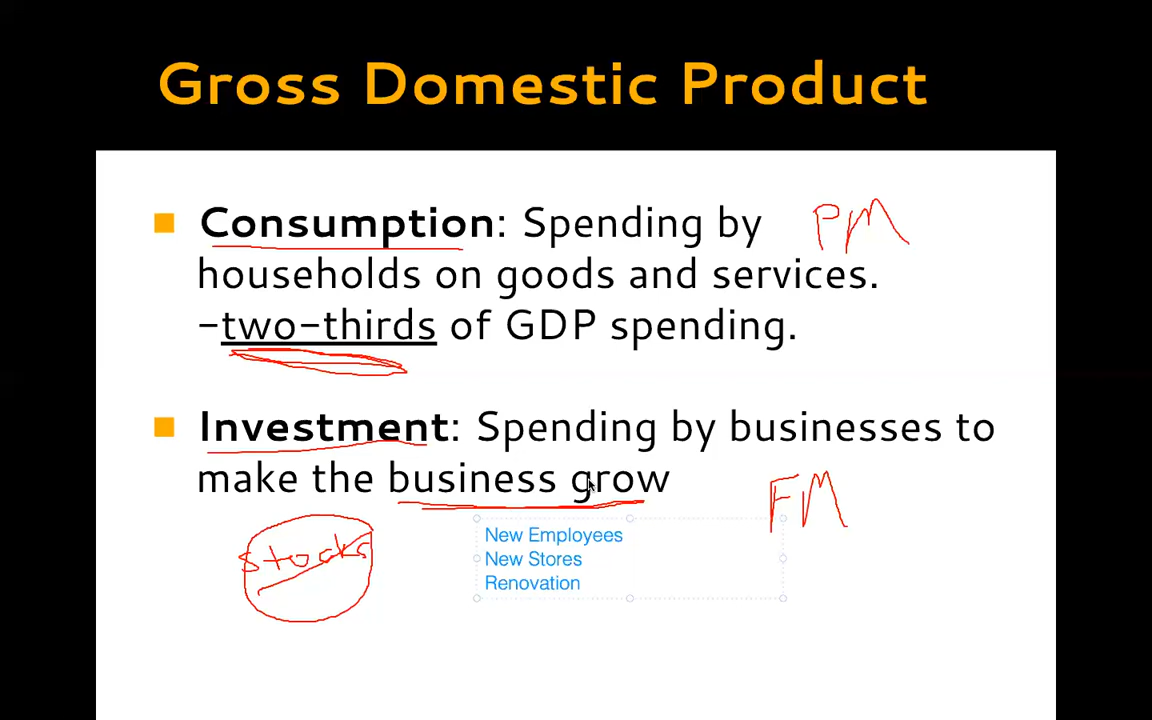 Gross Domestic Product
Consumption: Spending by PM
households on goods and services.
-two-thirds of GDP spending.
Investment: Spending by businesses to
make the business grow
FM
stocks
New Employees
New Stores
Renovation